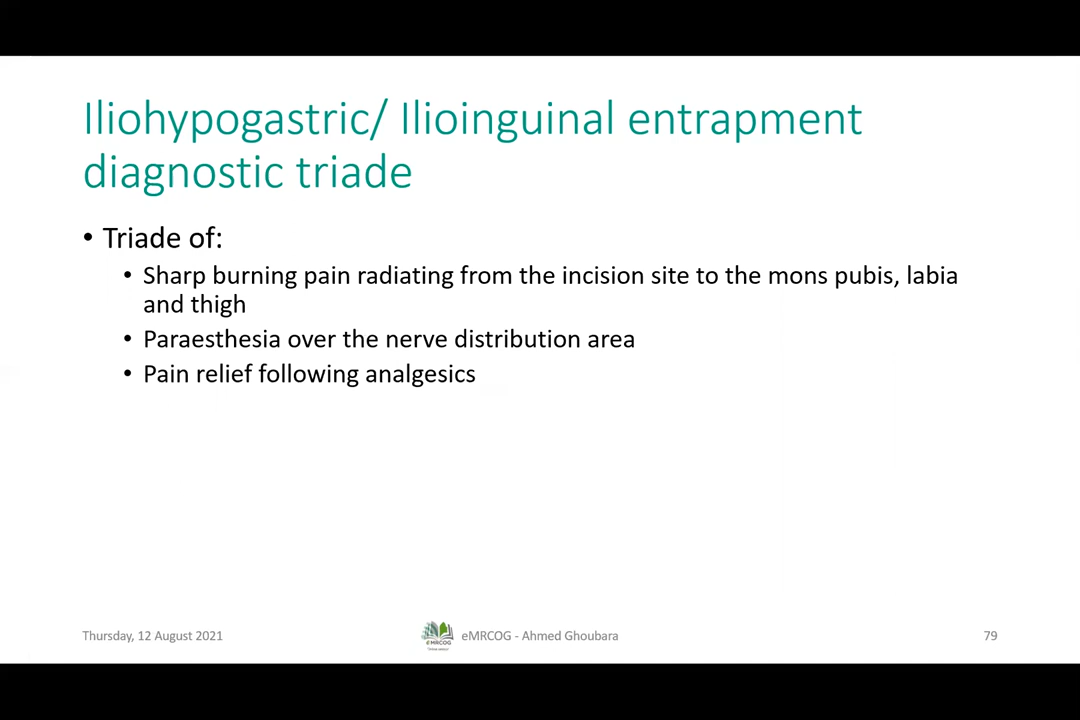 Iliohypogastric/ Ilioinguinal entrapment
diagnostic triade
• Triade of:
• Sharp burning pain radiating from the incision site to the mons pubis, labia
and thigh
• Paraesthesia over the nerve distribution area
• Pain relief following analgesics
Thursday, 12 August 2021
eMRCOG
eMRCOG - Ahmed Ghoubara
79